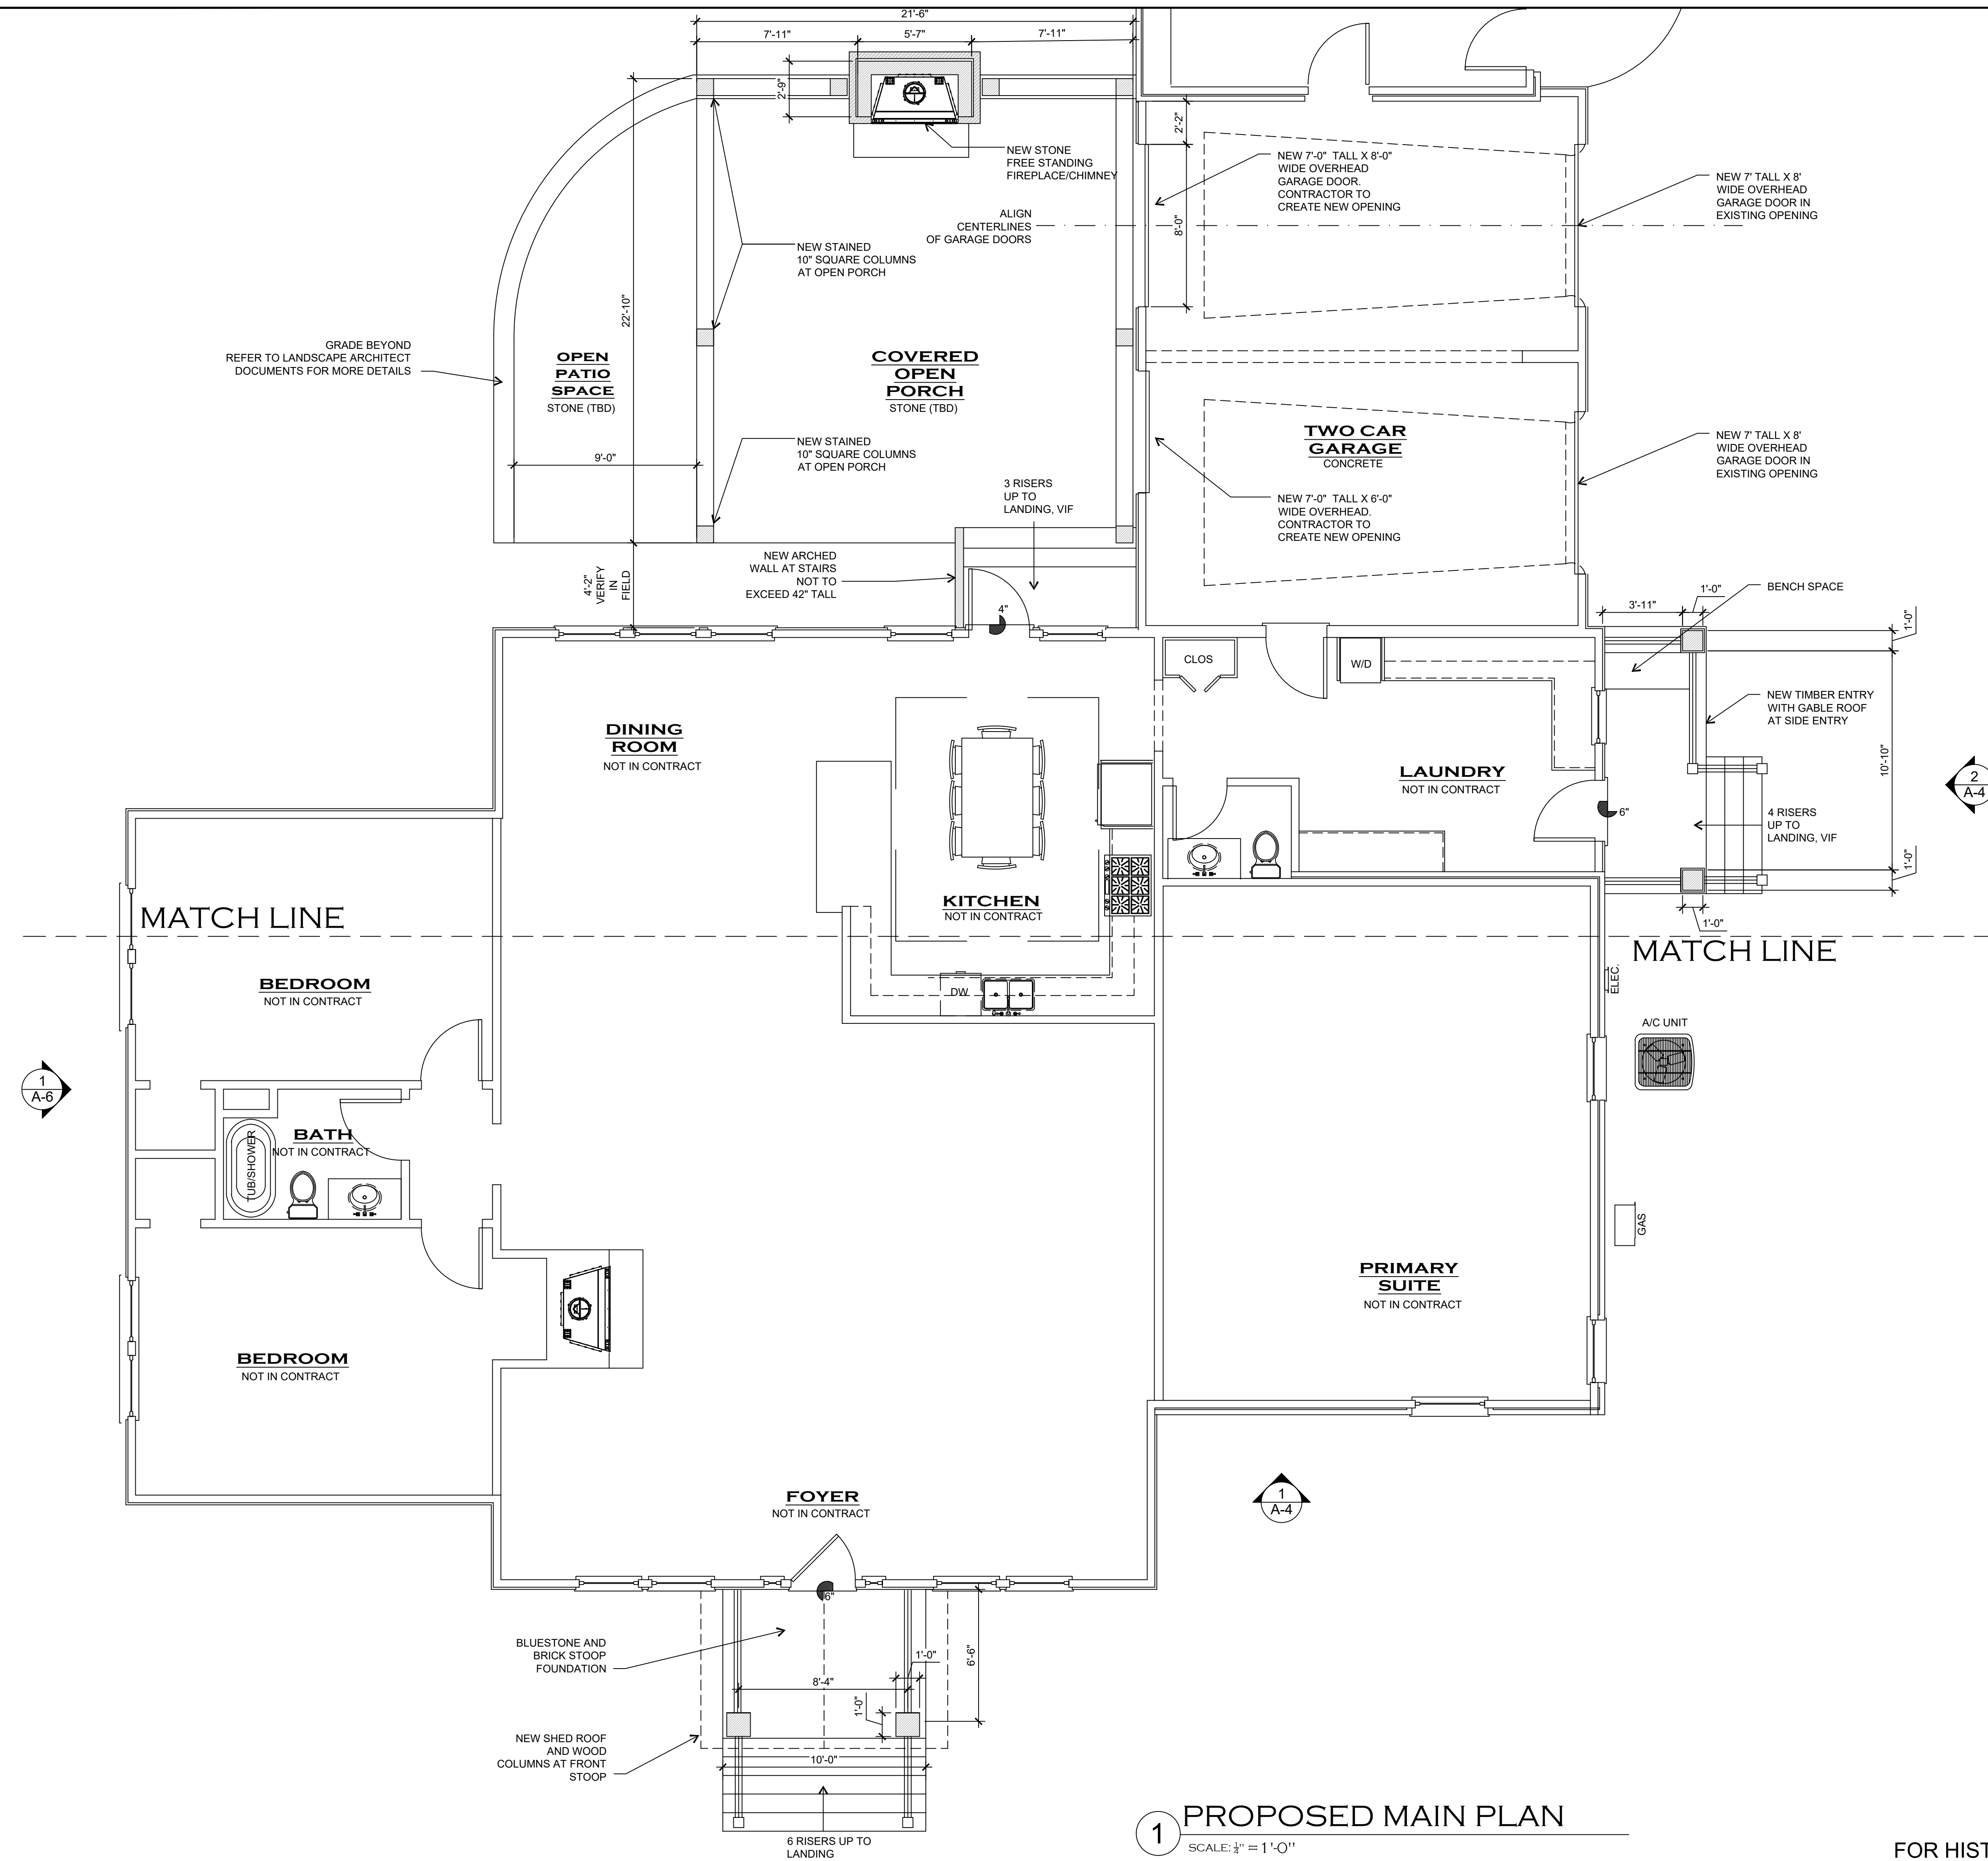 21'-6"
7'-11"
5'-7"
7'-11"
2'-9"
NEW STONE
FREE STANDING
FIREPLACE/CHIMNEY
2'-2"
NEW 7'-0" TALL X 8'-0"
WIDE OVERHEAD
GARAGE DOOR.
CONTRACTOR TO
CREATE NEW OPENING
NEW 7' TALL X 8'
WIDE OVERHEAD
GARAGE DOOR IN
EXISTING OPENING
ALIGN
CENTERLINES
OF GARAGE DOORS
8'-0"
NEW STAINED
10" SQUARE COLUMNS
AT OPEN PORCH
22'-10"
GRADE BEYOND
REFER TO LANDSCAPE ARCHITECT
DOCUMENTS FOR MORE DETAILS
OPEN
PATIO
SPACE
STONE (TBD)
COVERED
OPEN
PORCH
STONE (TBD)
TWO CAR
GARAGE
CONCRETE
NEW 7' TALL X 8'
WIDE OVERHEAD
GARAGE DOOR IN
EXISTING OPENING
NEW STAINED
10" SQUARE COLUMNS
AT OPEN PORCH
9'-0"
3 RISERS
UP TO
LANDING, VIF
NEW 7'-0" TALL X 6'-0"
WIDE OVERHEAD.
CONTRACTOR TO
CREATE NEW OPENING
4'-2"
VERIFY
IN
FIELD
NEW ARCHED
WALL AT STAIRS
NOT TO
EXCEED 42" TALL
4"
3'-11"
1'-0"
BENCH SPACE
1'-0"
CLOS
W/D
NEW TIMBER ENTRY
WITH GABLE ROOF
AT SIDE ENTRY
DINING
ROOM
NOT IN CONTRACT
LAUNDRY
NOT IN CONTRACT
10'-10"
2
A-4
6"
4 RISERS
UP TO
LANDING, VIF
1'-0"
KITCHEN
NOT IN CONTRACT
1'-0"
MATCH LINE
MATCH LINE
BEDROOM
NOT IN CONTRACT
DW
ELEC.
A/C UNIT
1
A-6
BATH
NOT IN CONTRACT
TUB/SHOWER
GAS
PRIMARY
SUITE
NOT IN CONTRACT
BEDROOM
NOT IN CONTRACT
FOYER
NOT IN CONTRACT
1
A-4
6"
BLUESTONE AND
BRICK STOOP
FOUNDATION
8'-4"
1'-0"
6'-6"
1'-0"
NEW SHED ROOF
AND WOOD
COLUMNS AT FRONT
STOOP
10'-0"
6 RISERS UP TO
LANDING
1 PROPOSED MAIN PLAN
SCALE: ¼" = 1'-0"
FOR HIST